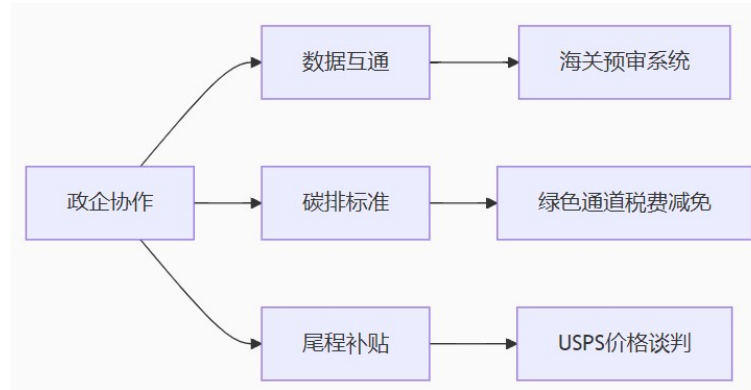 数据互通
海关预审系统
政企协作
碳排标准
绿色通道税费减免
尾程补贴
USPS价格谈判